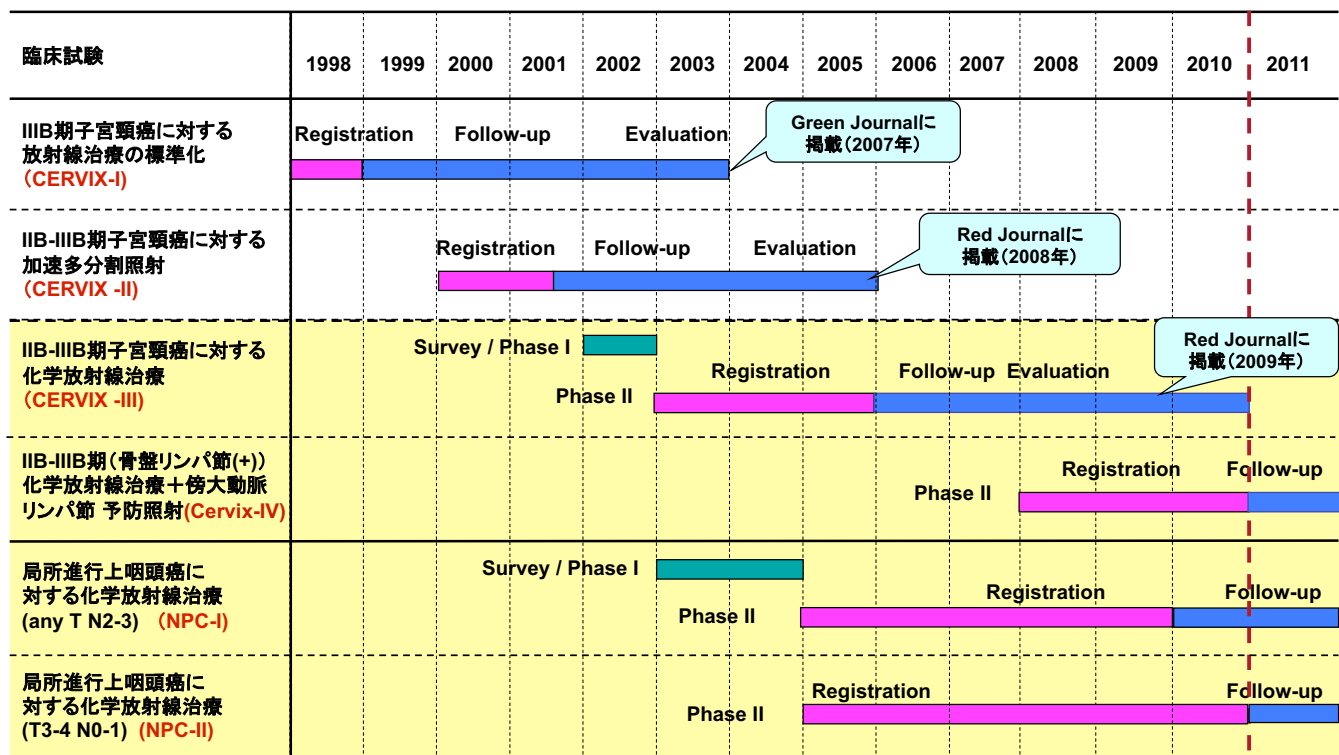 臨床試験
1998 1999 2000 2001 2002 2003 2004 2005 2006 2007 2008 2009 2010 2011
IIIB期子宮頸癌に対する
放射線治療の標準化
(CERVIX-I)
Registration Follow-up Evaluation
Green Journalに
掲載(2007年)
IIB-IIIB期子宮頸癌に対する
加速多分割照射
(CERVIX -II)
Registration Follow-up Evaluation
Red Journalに
掲載(2008年)
IIB-IIIB期子宮頸癌に対する
化学放射線治療
(CERVIX -III)
Survey / Phase I
Phase II
Registration Follow-up Evaluation
Red Journalに
掲載(2009年)
IIB-IIIB期(骨盤リンパ節(+))
化学放射線治療+傍大動脈
リンパ節 予防照射(Cervix-IV)
Phase II
Registration Follow-up
局所進行上咽頭癌に
対する化学放射線治療
(any T N2-3) (NPC-I)
Survey / Phase I
Phase II
Registration Follow-up
局所進行上咽頭癌に
対する化学放射線治療
(T3-4 N0-1) (NPC-II)
Phase II
Registration Follow-up